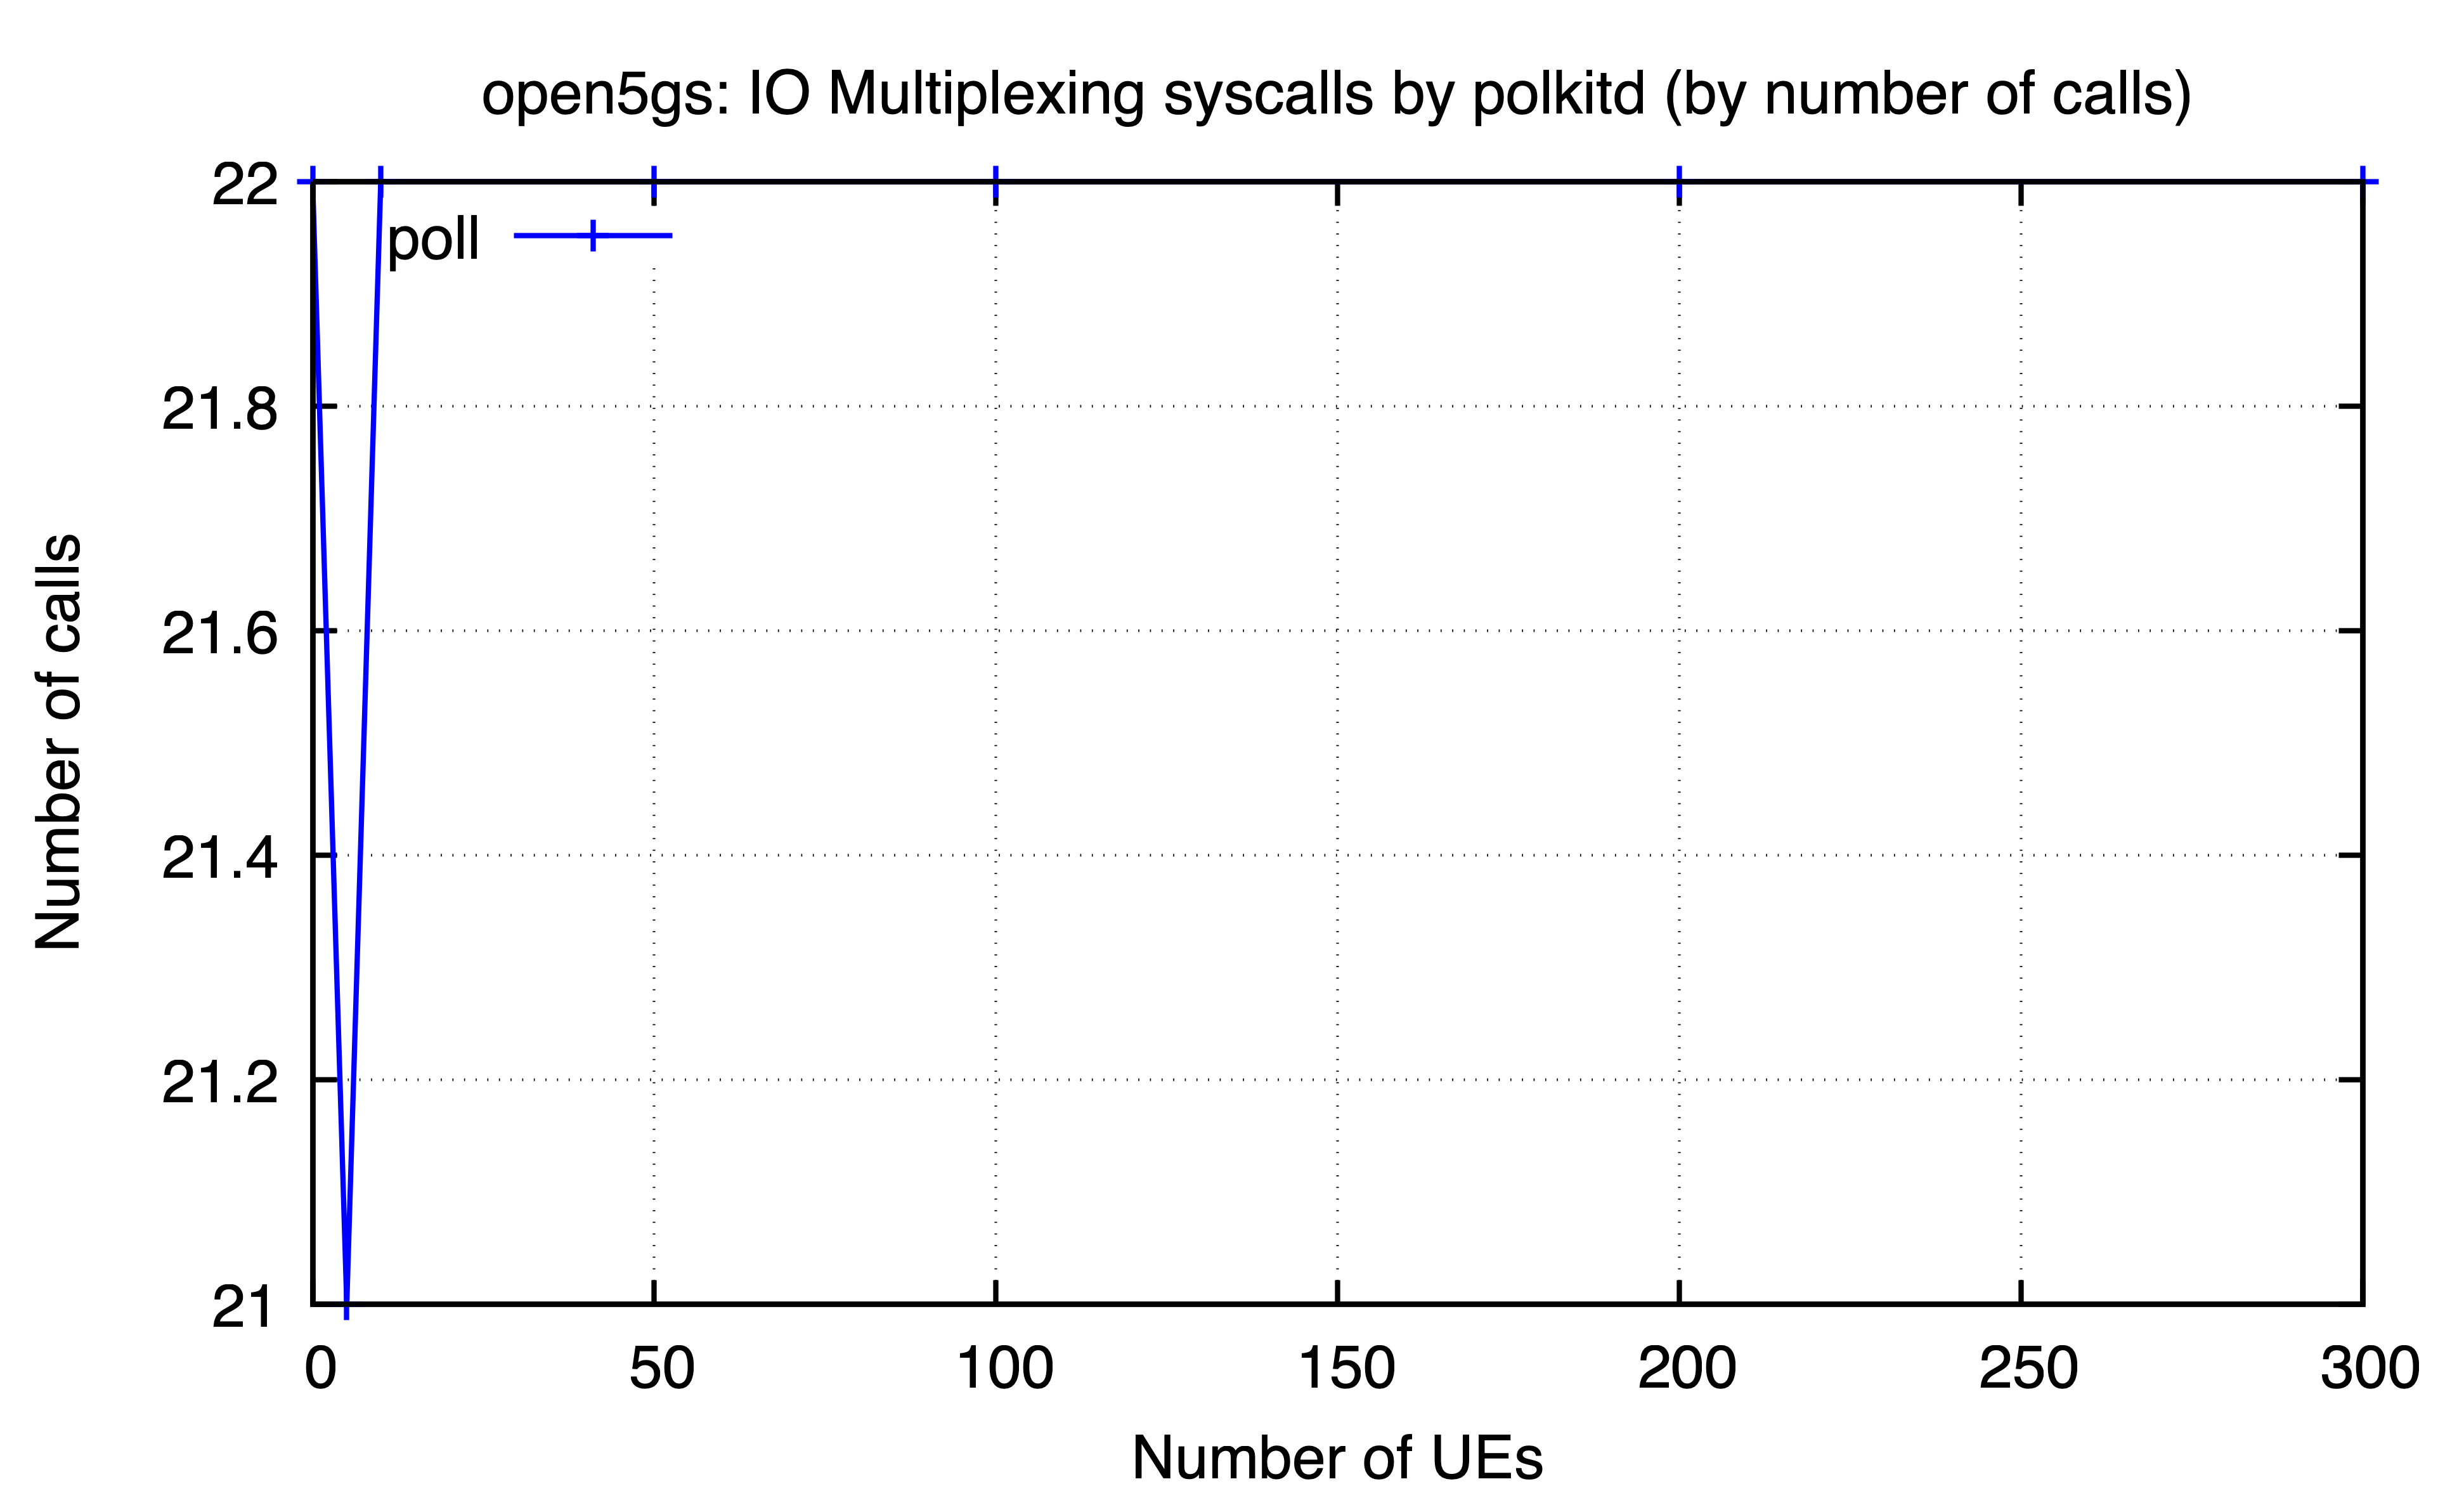 open5gs: IO Multiplexing syscalls by polkitd (by number of calls)
22
poll
21.8
21.6
21.4
21.2
21
Number of calls
0 50 100 150 200 250 300
Number of UEs